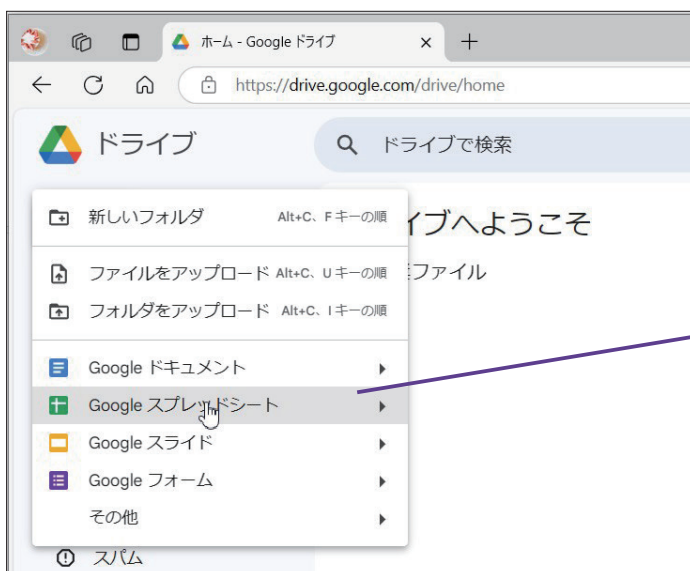 ホーム - Google ドライブ
https://drive.google.com/drive/home
ドライブ
ドライブで検索
新しいフォルダ Alt+C、F キーの順
イブへようこそ
ファイルをアップロード Alt+C、U キーの順
ファイル
フォルダをアップロード Alt+C、I キーの順
Google ドキュメント
Google スプレッドシート
Google スライド
Google フォーム
その他
スパム